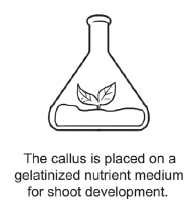 The callus is placed on a
gelatinized nutrient medium
for shoot development.